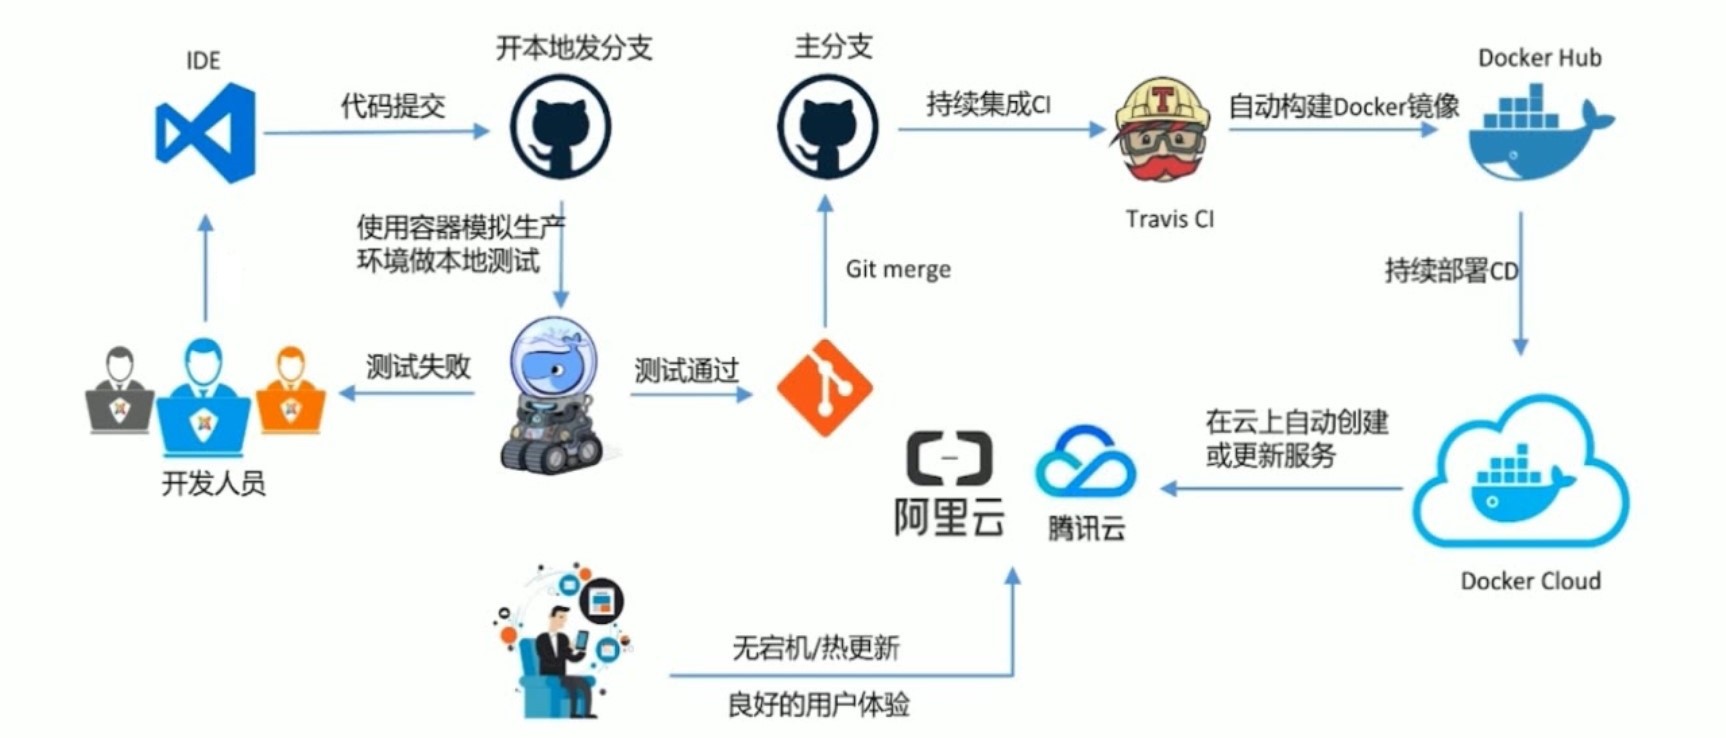 IDE
代码提交
开本地发分支
主分支
持续集成CI
Travis CI
自动构建Docker镜像
Docker Hub
使用容器模拟生产
环境做本地测试
Git merge
持续部署CD
测试失败
测试通过
开发人员
阿里云
腾讯云
在云上自动创建
或更新服务
Docker Cloud
无宕机/热更新
良好的用户体验